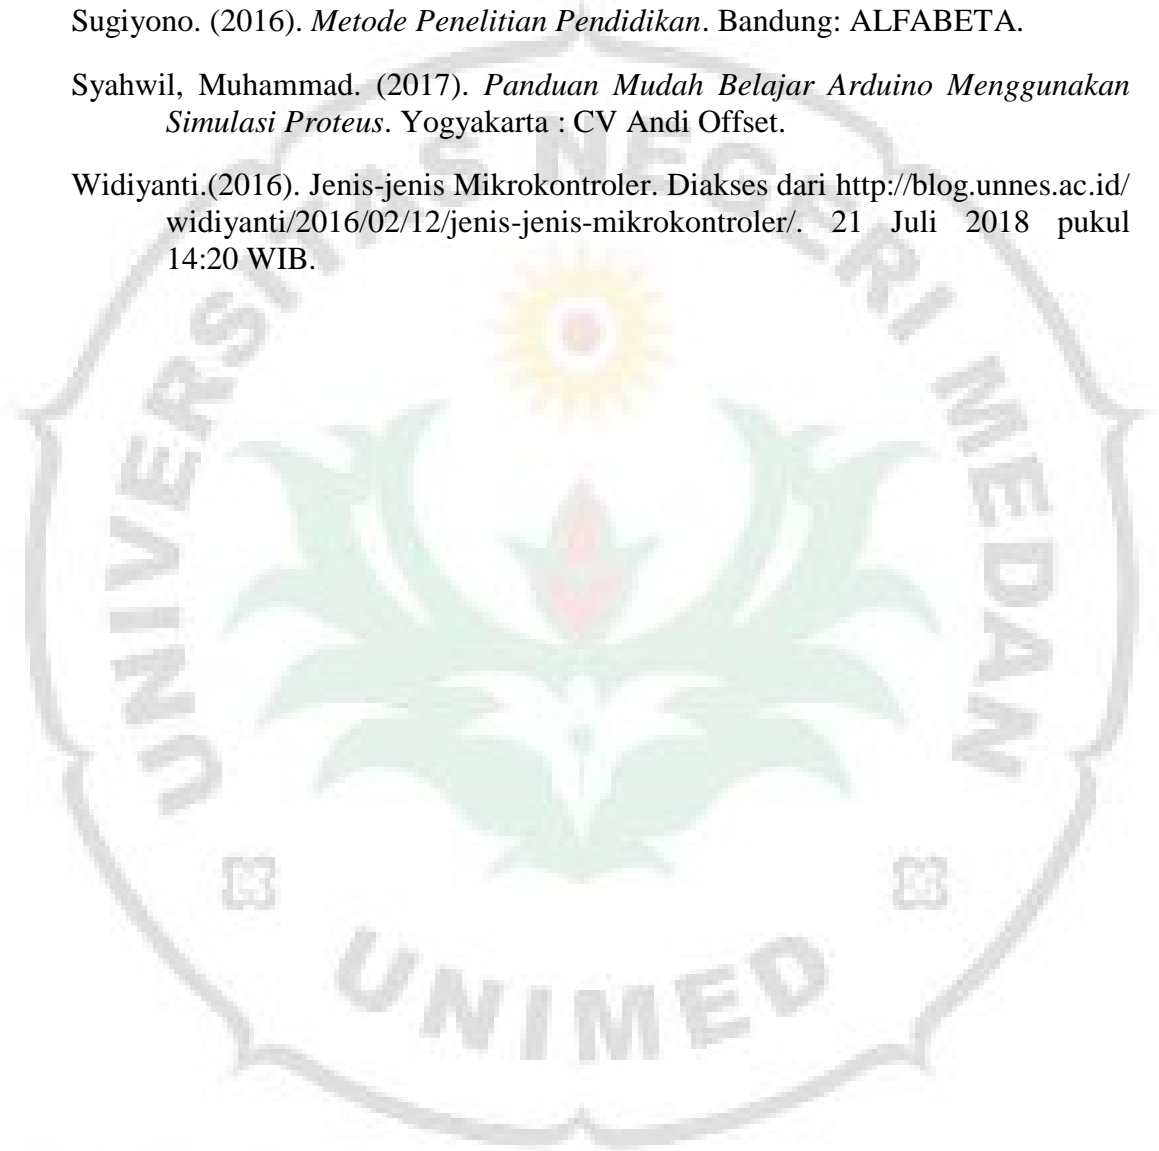 Sugiyono. (2016). Metode Penelitian Pendidikan. Bandung: ALFABETA.
Syahwil, Muhammad. (2017). Panduan Mudah Belajar Arduino Menggunakan
Simulasi Proteus. Yogyakarta : CV Andi Offset.
Widiyanti.(2016). Jenis-jenis Mikrokontroler. Diakses dari http://blog.unnes.ac.id/
widiyanti/2016/02/12/jenis-jenis-mikrokontroler/. 21 Juli 2018 pukul
14:20 WIB.
UNIVERSITAS NEGERI MEDAN
UNIMED